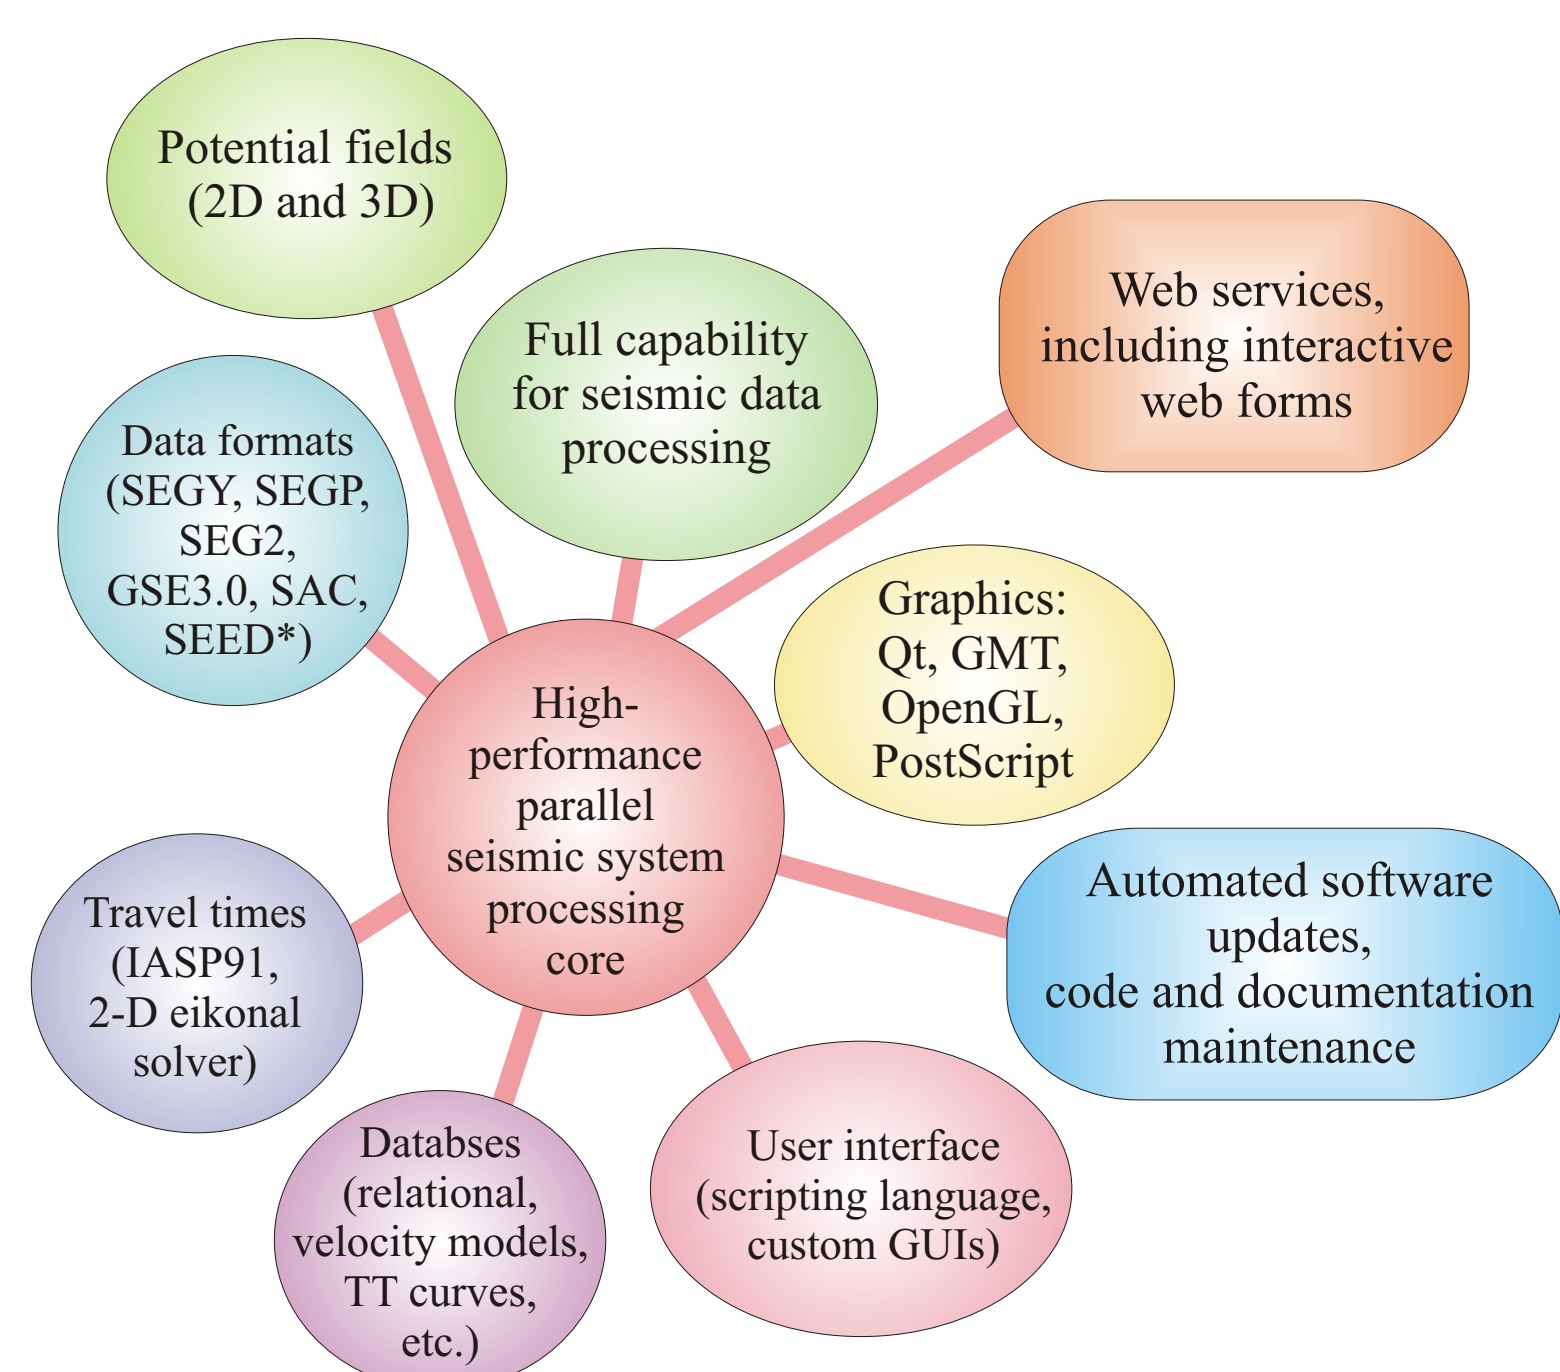 Potential fields
(2D and 3D)
Full capability
for seismic data
processing
Web services,
including interactive
web forms
Data formats
(SEGY, SEGP,
SEG2,
GSE3.0, SAC,
SEED*)
Graphics:
Qt, GMT,
OpenGL,
PostScript
High-
performance
parallel
seismic system
processing
core
Automated software
updates,
code and documentation
maintenance
Travel times
(IASP91,
2-D eikonal
solver)
Databses
(relational,
velocity models,
TT curves,
etc.)
User interface
(scripting language,
custom GUIs)